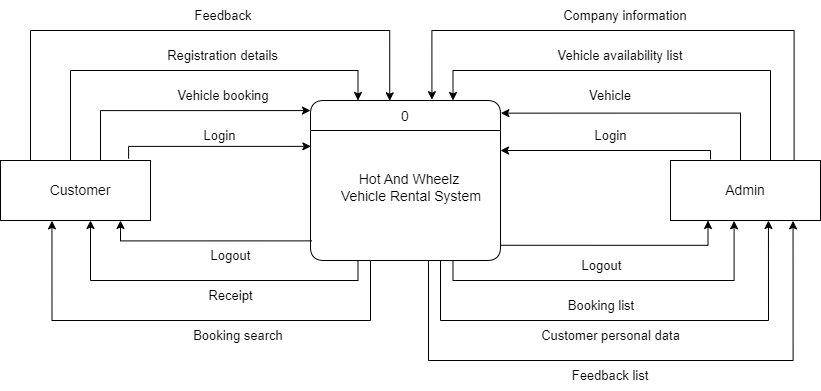 Feedback
Company information
Registration details
Vehicle availability list
Vehicle booking
Vehicle
0
Login
Login
Hot And Wheelz
Vehicle Rental System
Customer
Admin
Logout
Logout
Receipt
Booking list
Booking search
Customer personal data
Feedback list